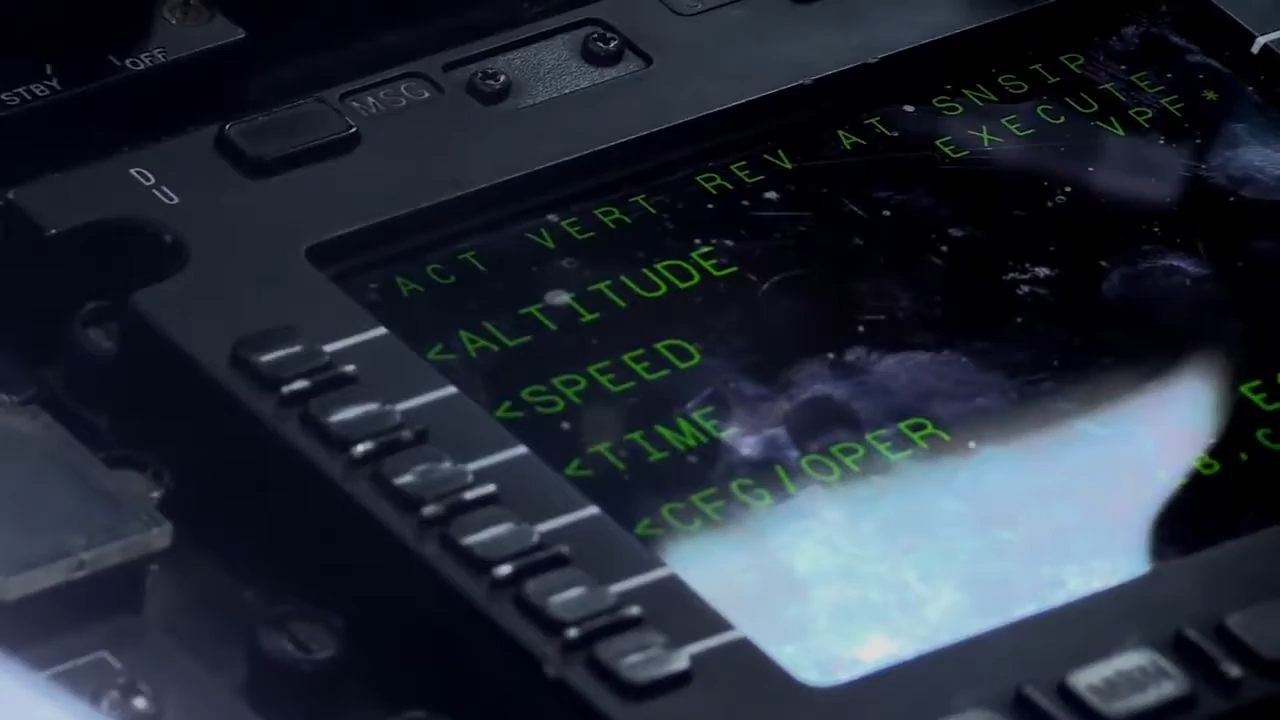 STBY
OFF
MSG
D
U
ACT VERT REV AT SNSIP
EXECUTE
VPF*
<ALTITUDE
<SPEED
<TIME
<CFG/OPER